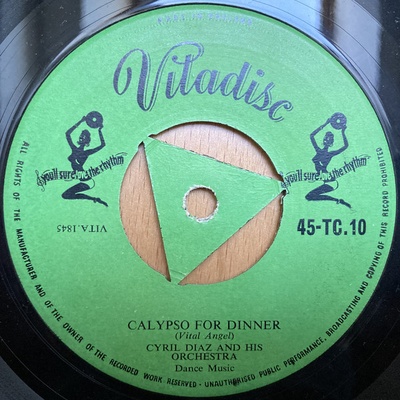 Vitadisc
you'll sure the rhythm
you'll sure the rhythm
45-TC.10
VITA.1845
CALYPSO FOR DINNER
(Vital Angel)
CYRIL DIAZ AND HIS
ORCHESTRA
Dance Music
ALL RIGHTS OF THE MANUFACTURER AND OF THE OWNER OF THE RECORDED WORK RESERVED - UNAUTHORISED PUBLIC PERFORMANCE, BROADCASTING AND COPYING OF THIS RECORD PROHIBITED